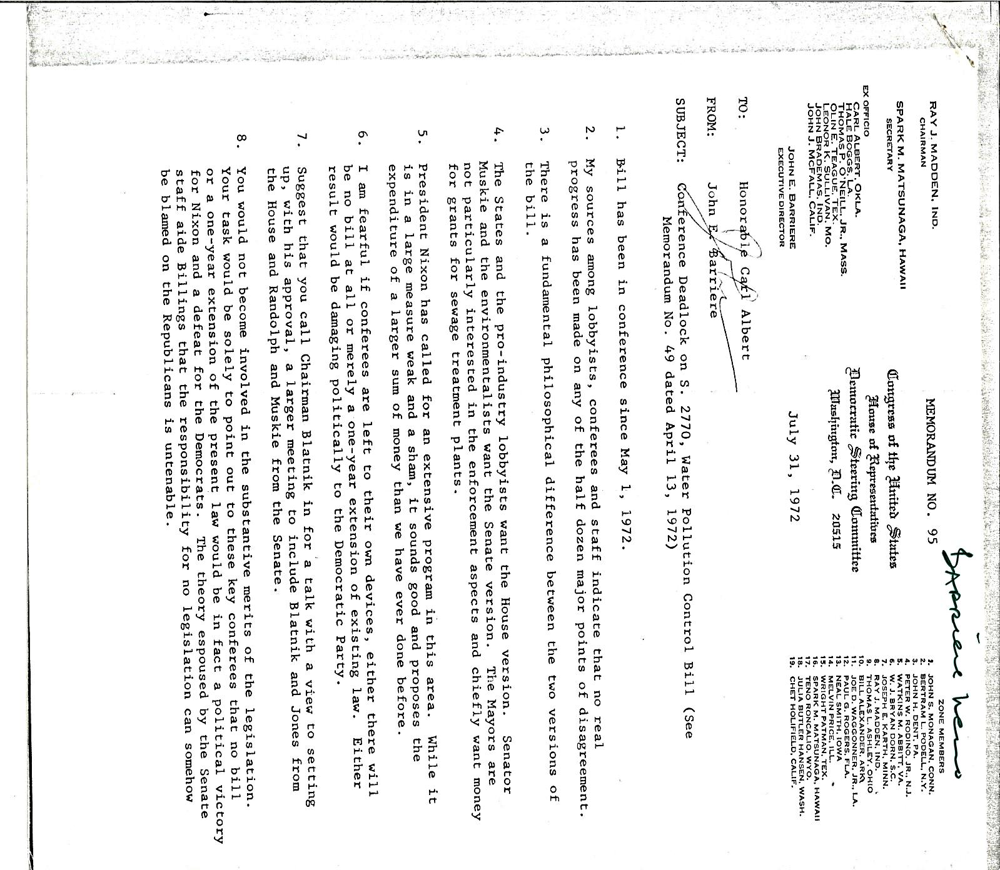 Barriere memo
MEMORANDUM NO. 95
RAY J. MADDEN, IND.
CHAIRMAN
SPARK M. MATSUNAGA, HAWAII
SECRETARY
EX OFFICIO
CARL ALBERT, OKLA.
HALE BOGGS, LA.
THOMAS P. O'NEILL, JR., MASS.
OLIN E. TEAGUE, TEX.
LEONOR K. SULLIVAN, MO.
JOHN BRADEMAS, IND.
JOHN J. MCFALL, CALIF.
JOHN E. BARRIERE
EXECUTIVE DIRECTOR
Congress of the United States
House of Representatives
Democratic Steering Committee
Washington, D.C. 20515
July 31, 1972
ZONE MEMBERS
1. JOHN S. MONAGAN, CONN.
2. BERTRAM L. PODELL, N.Y.
3. JOHN H. DENT, PA.
4. PETER W. RODINO, JR., N.J.
5. WATKINS M. ABBITT, VA.
6. W. J. BRYAN DORN, S.C.
7. JOSEPH E. KARTH, MINN.
8. RAY J. MADDEN, IND.
9. THOMAS L. ASHLEY, OHIO
10. BILL ALEXANDER, ARK.
11. JOE D. WAGGONNER, JR., LA.
12. PAUL G. ROGERS, FLA.
13. NEAL SMITH, IOWA
14. MELVIN PRICE, ILL.
15. WRIGHT PATMAN, TEX.
16. SPARK M. MATSUNAGA, HAWAII
17. TENO RONCALIO, WYO.
18. JULIA BUTLER HANSEN, WASH.
19. CHET HOLIFIELD, CALIF.
TO: Honorable Carl Albert
FROM: John E. Barriere
SUBJECT: Conference Deadlock on S. 2770, Water Pollution Control Bill (See
Memorandum No. 49 dated April 13, 1972)
1. Bill has been in conference since May 1, 1972.
2. My sources among lobbyists, conferees and staff indicate that no real
progress has been made on any of the half dozen major points of disagreement.
3. There is a fundamental philosophical difference between the two versions of
the bill.
4. The States and the pro-industry lobbyists want the House version. Senator
Muskie and the environmentalists want the Senate version. The Mayors are
not particularly interested in the enforcement aspects and chiefly want money
for grants for sewage treatment plants.
5. President Nixon has called for an extensive program in this area. While it
is in a large measure weak and a sham, it sounds good and proposes the
expenditure of a larger sum of money than we have ever done before.
6. I am fearful if conferees are left to their own devices, either there will
be no bill at all or merely a one-year extension of existing law. Either
result would be damaging politically to the Democratic Party.
7. Suggest that you call Chairman Blatnik in for a talk with a view to setting
up, with his approval, a larger meeting to include Blatnik and Jones from
the House and Randolph and Muskie from the Senate.
8. You would not become involved in the substantive merits of the legislation.
Your task would be solely to point out to these key conferees that no bill
or a one-year extension of the present law would be in fact a political victory
for Nixon and a defeat for the Democrats. The theory espoused by the Senate
staff aide Billings that the responsibility for no legislation can somehow
be blamed on the Republicans is untenable.